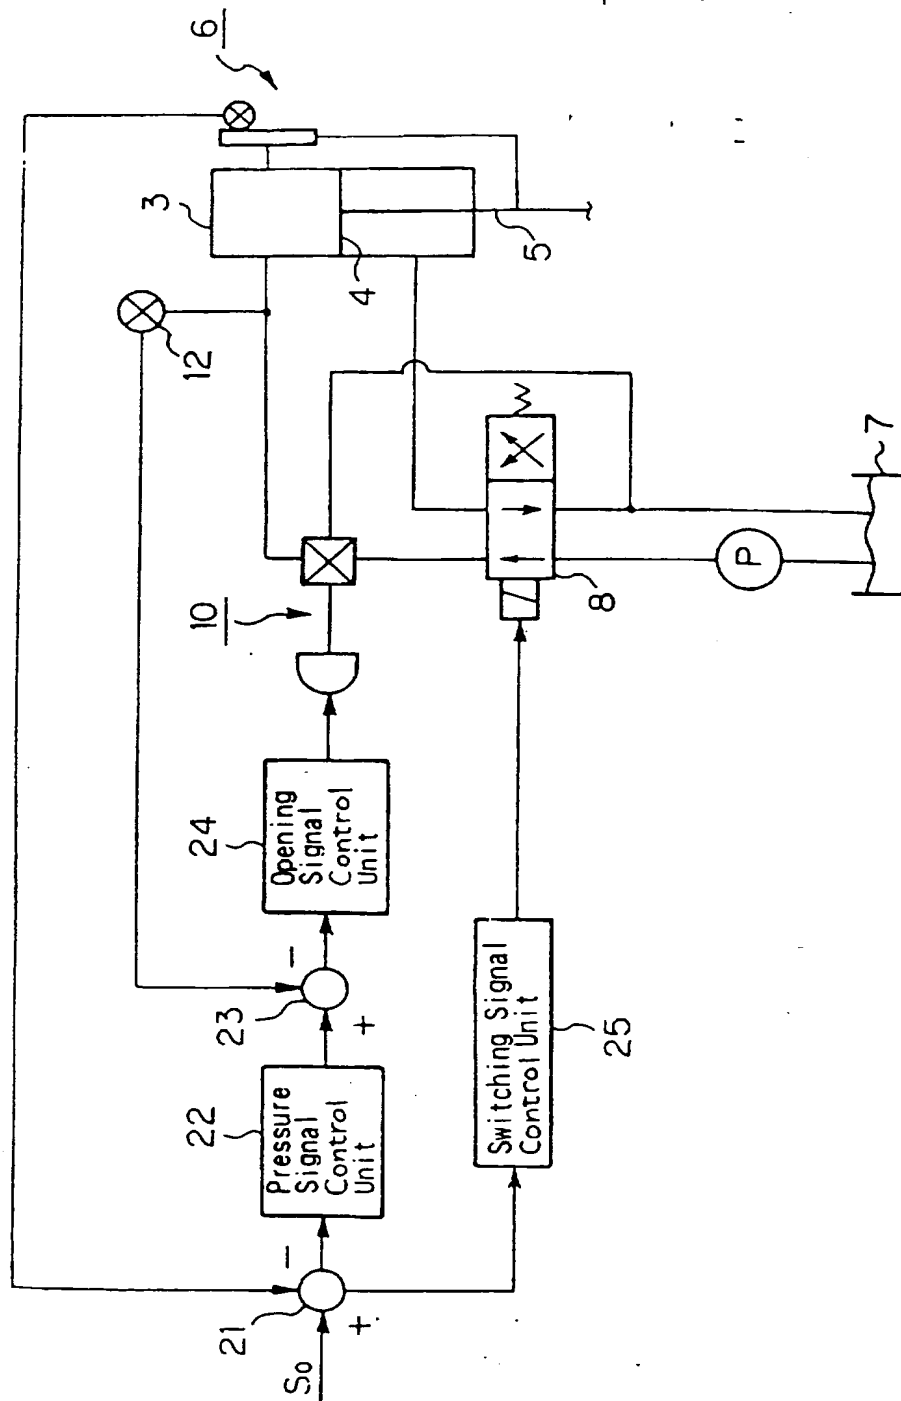 6
3
4
5
12
10
7
P
8
24
Opening
Signal
Control
Unit
-
23
+
22
Pressure
Signal
Control
Unit
Switching Signal
Control Unit
25
-
21
+
So